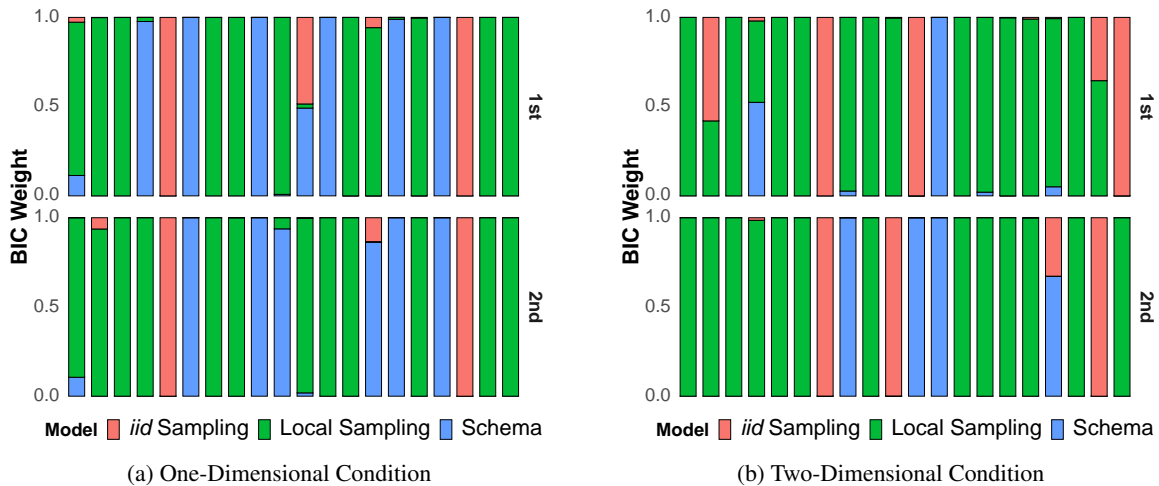 1.0
0.5
0.0
1st
1.0
0.5
0.0
2nd
BIC Weight
Model iid Sampling Local Sampling Schema
(a) One-Dimensional Condition
1.0
0.5
0.0
1st
1.0
0.5
0.0
2nd
BIC Weight
Model iid Sampling Local Sampling Schema
(b) Two-Dimensional Condition